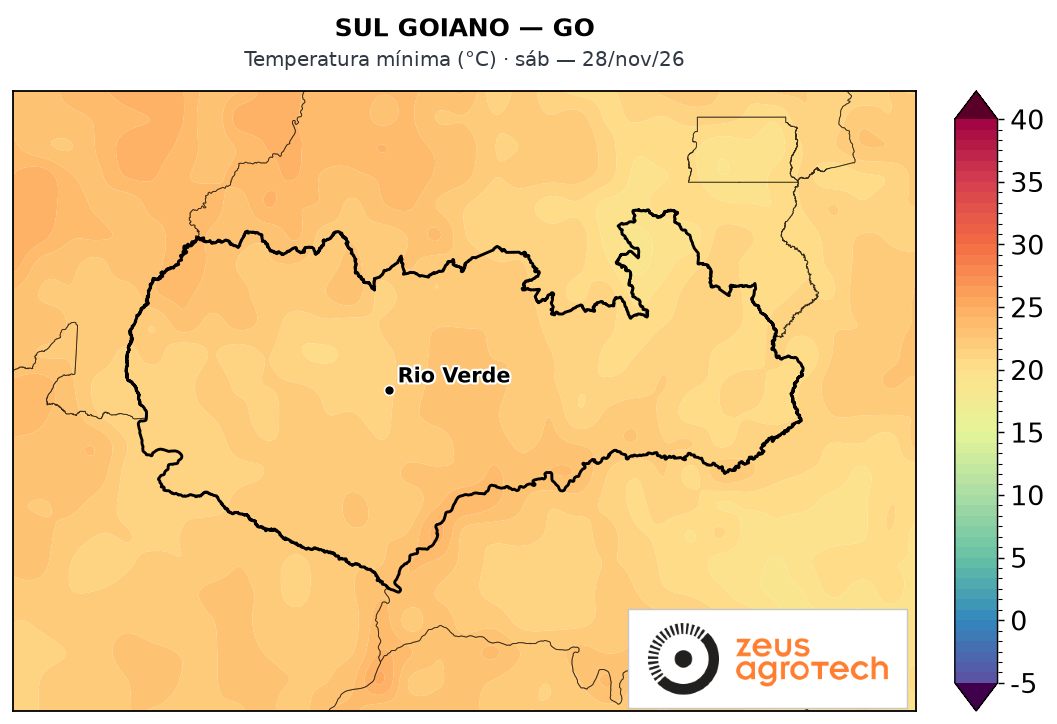 SUL GOIANO — GO
Temperatura mínima (°C) · sáb — 28/nov/26
40
35
30
25
20
15
10
5
0
-5
Rio Verde
zeus
agrotech